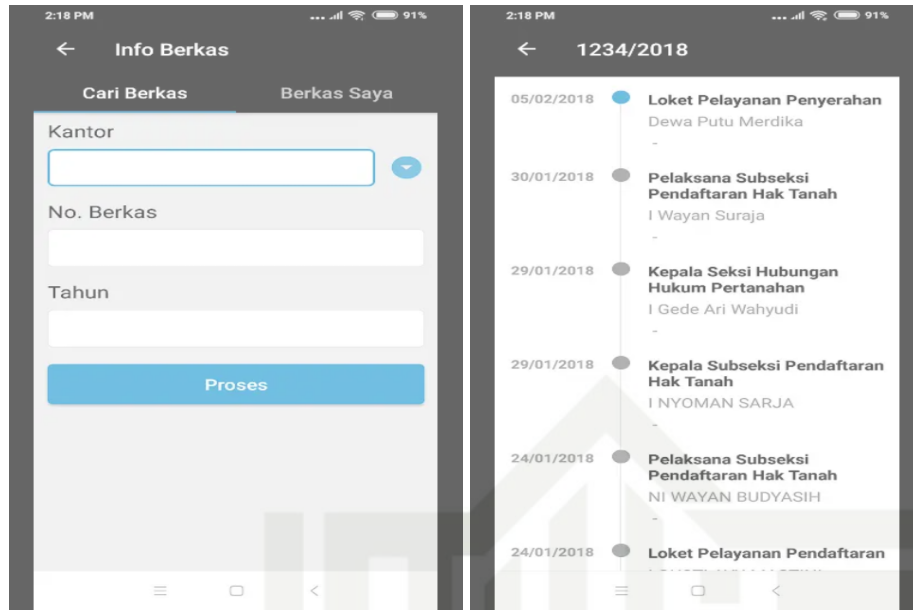 2:18 PM
91%
Info Berkas
Cari Berkas
Berkas Saya
Kantor
No. Berkas
Tahun
Proses
2:18 PM
91%
1234/2018
05/02/2018
Loket Pelayanan Penyerahan
Dewa Putu Merdika
-
30/01/2018
Pelaksana Subseksi
Pendaftaran Hak Tanah
I Wayan Suraja
-
29/01/2018
Kepala Seksi Hubungan
Hukum Pertanahan
I Gede Ari Wahyudi
-
29/01/2018
Kepala Subseksi Pendaftaran
Hak Tanah
I NYOMAN SARJA
-
24/01/2018
Pelaksana Subseksi
Pendaftaran Hak Tanah
NI WAYAN BUDYASIH
-
24/01/2018
Loket Pelayanan Pendaftaran